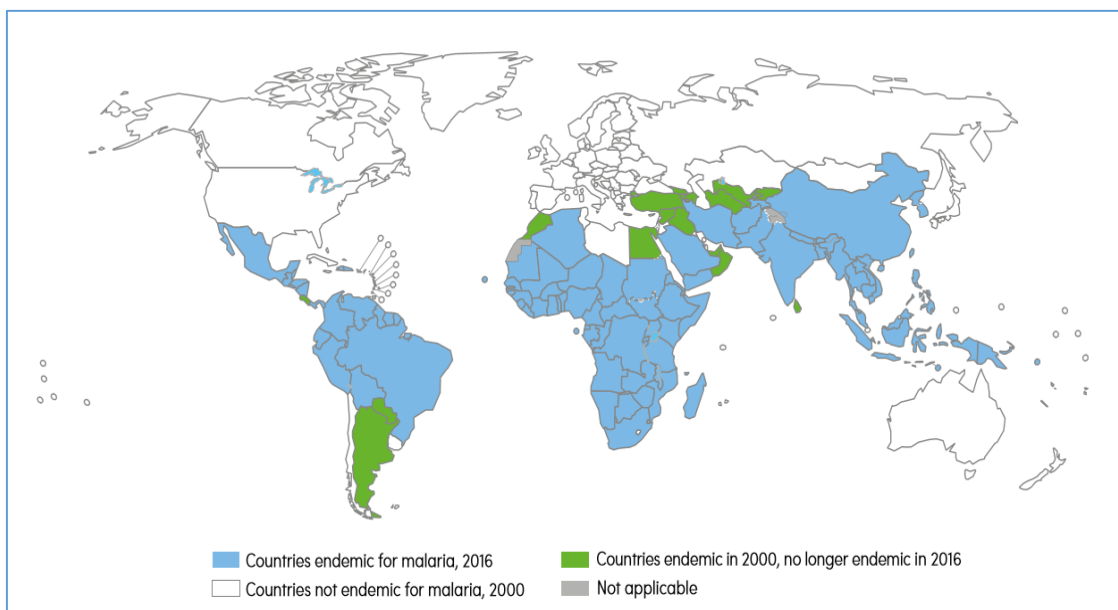 Countries endemic for malaria, 2016
Countries endemic in 2000, no longer endemic in 2016
Countries not endemic for malaria, 2000
Not applicable